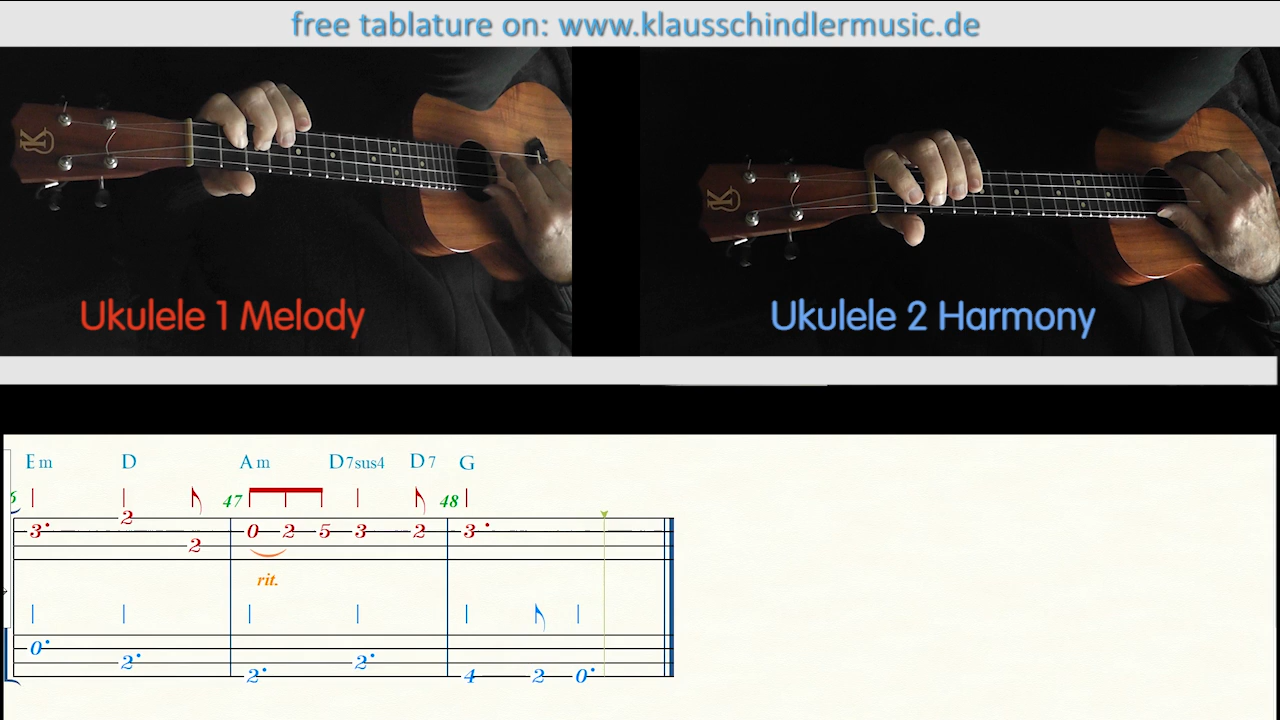 free tablature on: www.klausschindlermusic.de
K
K
Ukulele 1 Melody
Ukulele 2 Harmony
Em D Am D7sus4 D7 G
47 48
2
3 0 2 5 3 2 3
2
rit.
0
2 2
2 4 2 0